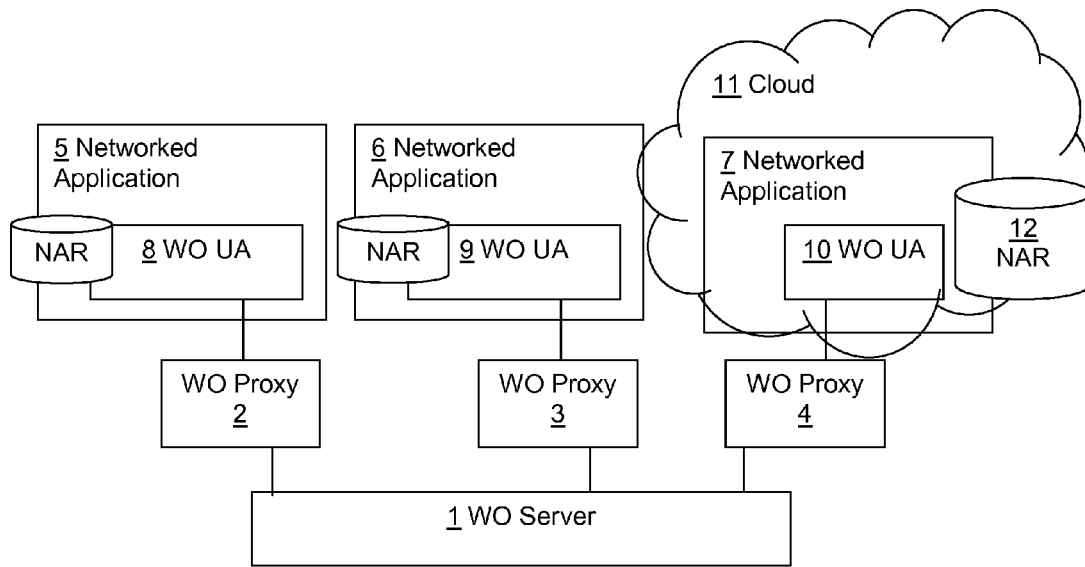 11 Cloud
5 Networked
Application
6 Networked
Application
7 Networked
Application
NAR
8 WO UA
NAR
9 WO UA
10 WO UA
12
NAR
WO Proxy
2
WO Proxy
3
WO Proxy
4
1 WO Server